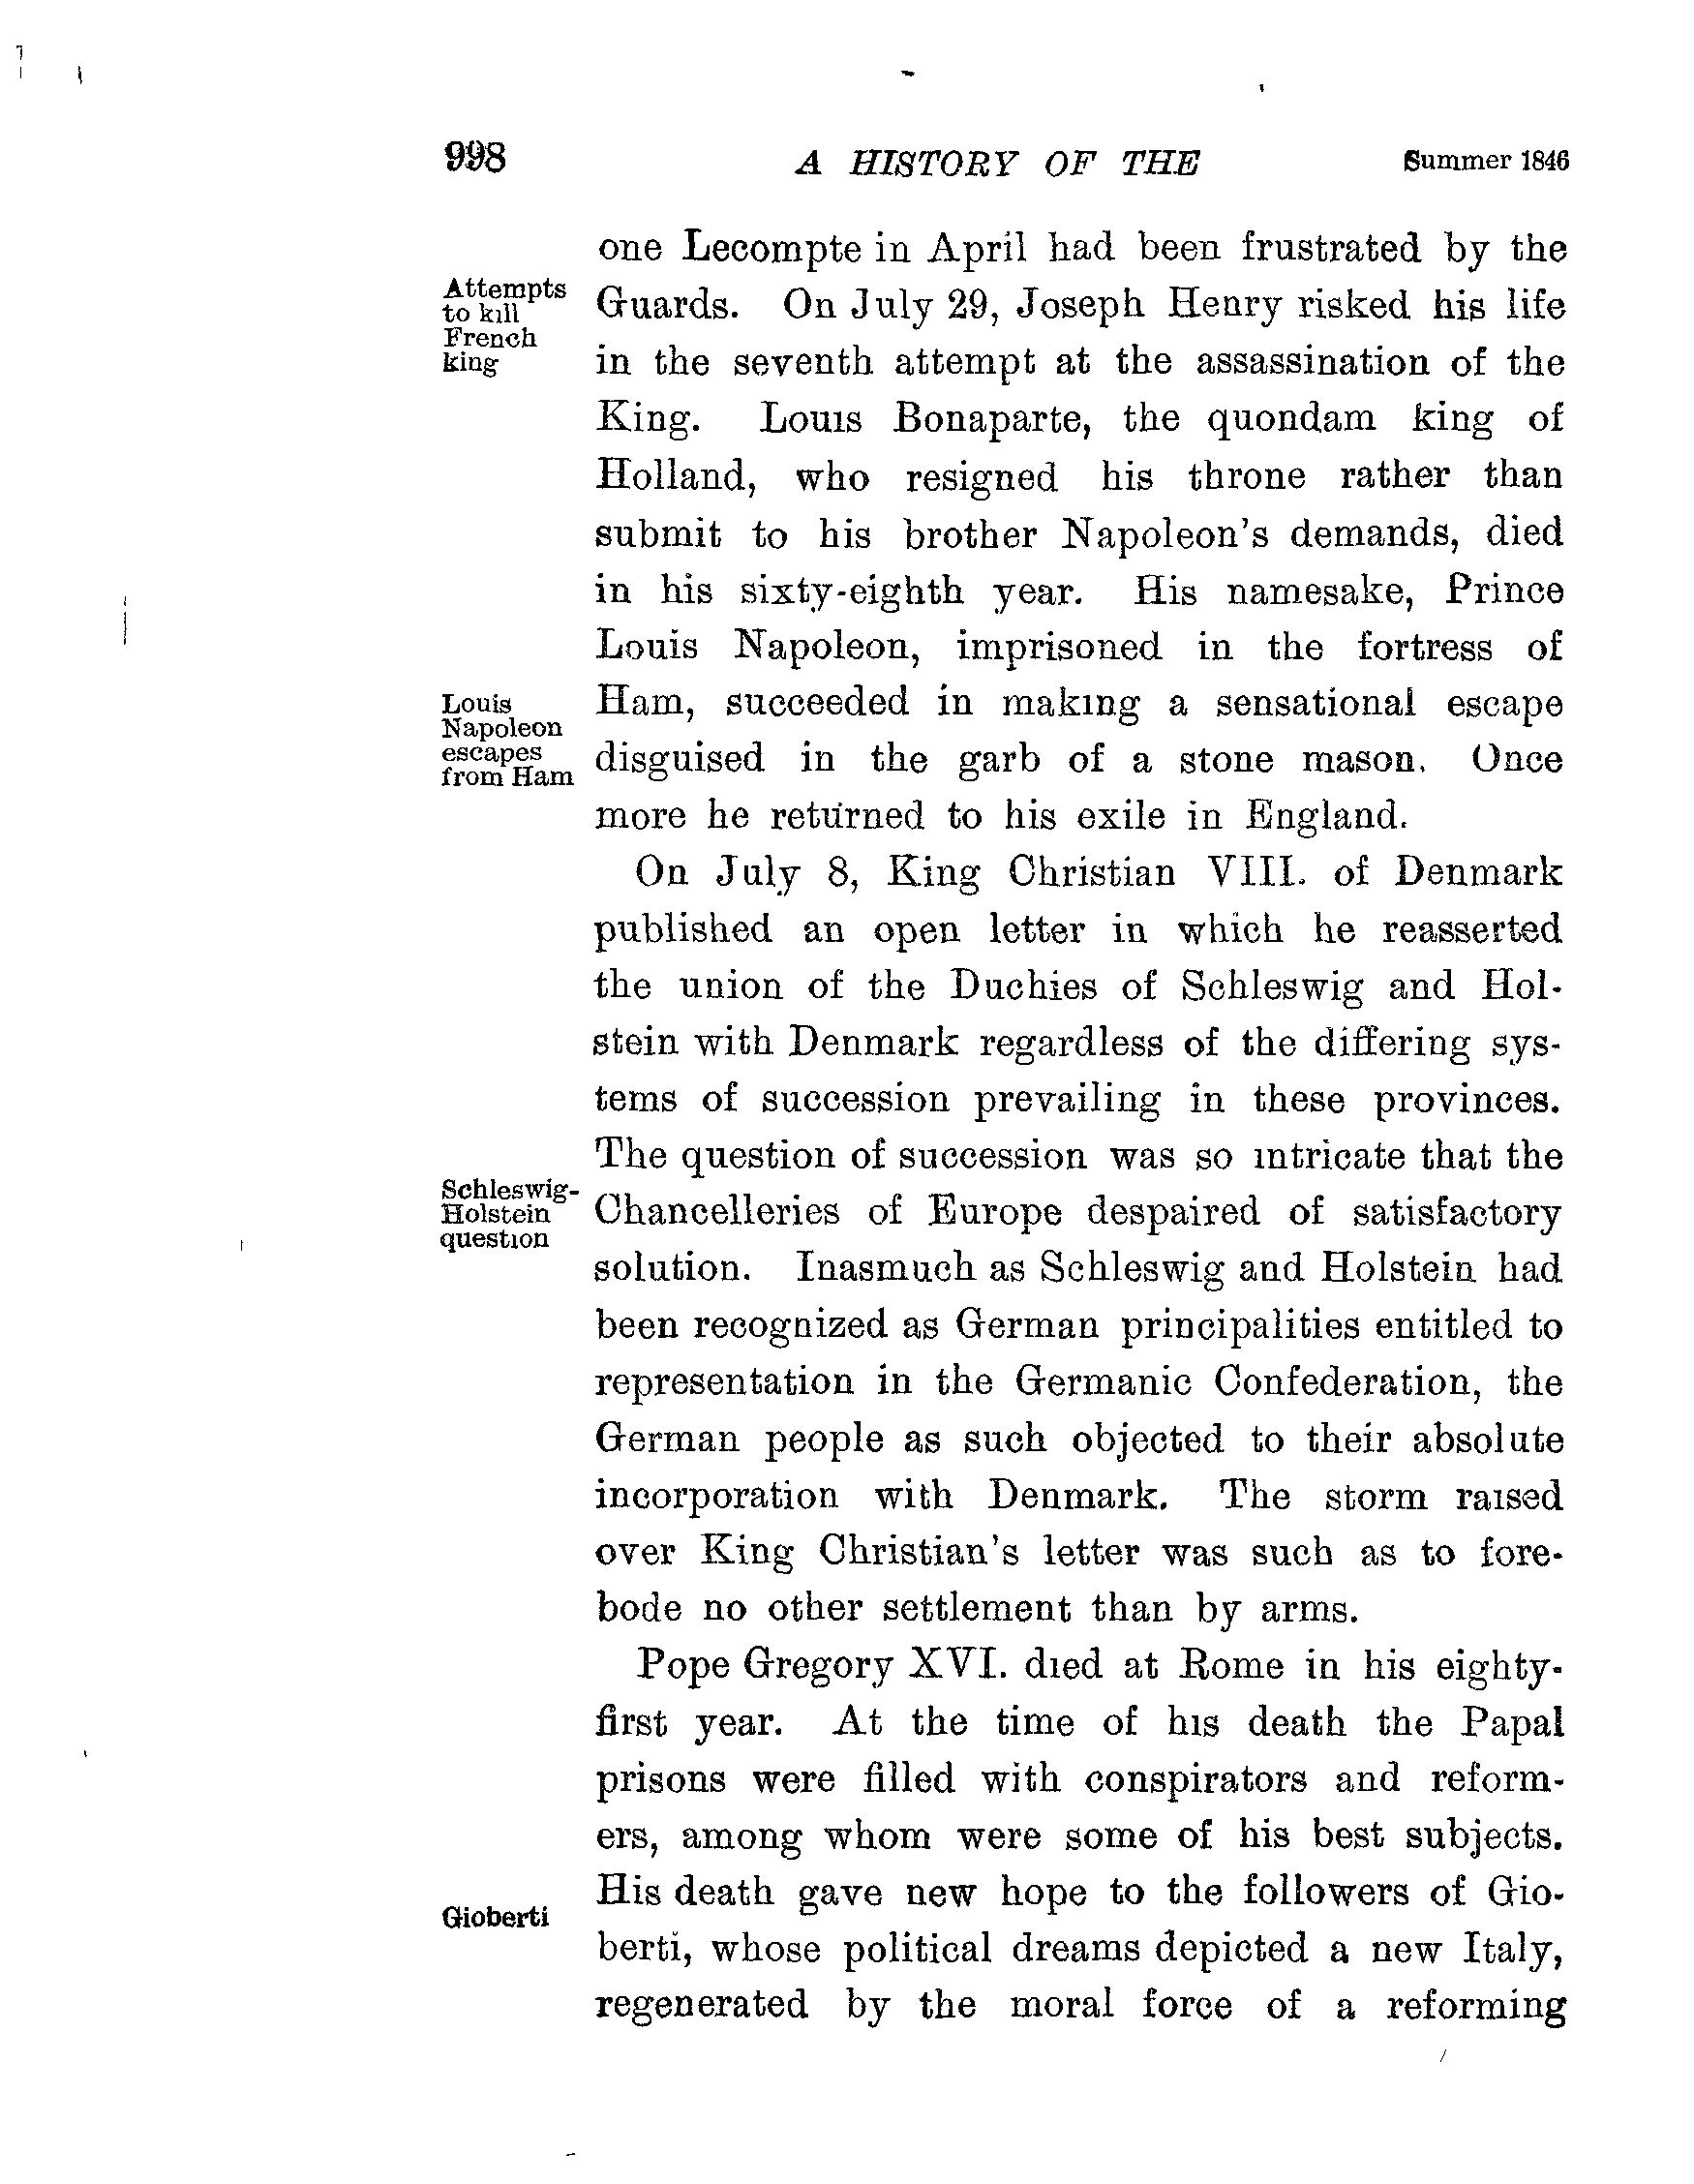 998 A HISTORY OF THE Summer 1846
one Lecompte in April had been frustrated by the
Attempts
to kill
French
king
Guards. On July 29, Joseph Henry risked his life
in the seventh attempt at the assassination of the
King. Louis Bonaparte, the quondam king of
Holland, who resigned his throne rather than
submit to his brother Napoleon's demands, died
in his sixty-eighth year. His namesake, Prince
Louis Napoleon, imprisoned in the fortress of
Louis
Napoleon
escapes
from Ham
Ham, succeeded in making a sensational escape
disguised in the garb of a stone mason. Once
more he returned to his exile in England.
On July 8, King Christian VIII. of Denmark
published an open letter in which he reasserted
the union of the Duchies of Schleswig and Hol-
stein with Denmark regardless of the differing sys-
tems of succession prevailing in these provinces.
The question of succession was so intricate that the
Schleswig-
Holstein
question
Chancelleries of Europe despaired of satisfactory
solution. Inasmuch as Schleswig and Holstein had
been recognized as German principalities entitled to
representation in the Germanic Confederation, the
German people as such objected to their absolute
incorporation with Denmark. The storm raised
over King Christian's letter was such as to fore-
bode no other settlement than by arms.
Pope Gregory XVI. died at Rome in his eighty-
first year. At the time of his death the Papal
prisons were filled with conspirators and reform-
ers, among whom were some of his best subjects.
Gioberti
His death gave new hope to the followers of Gio-
berti, whose political dreams depicted a new Italy,
regenerated by the moral force of a reforming